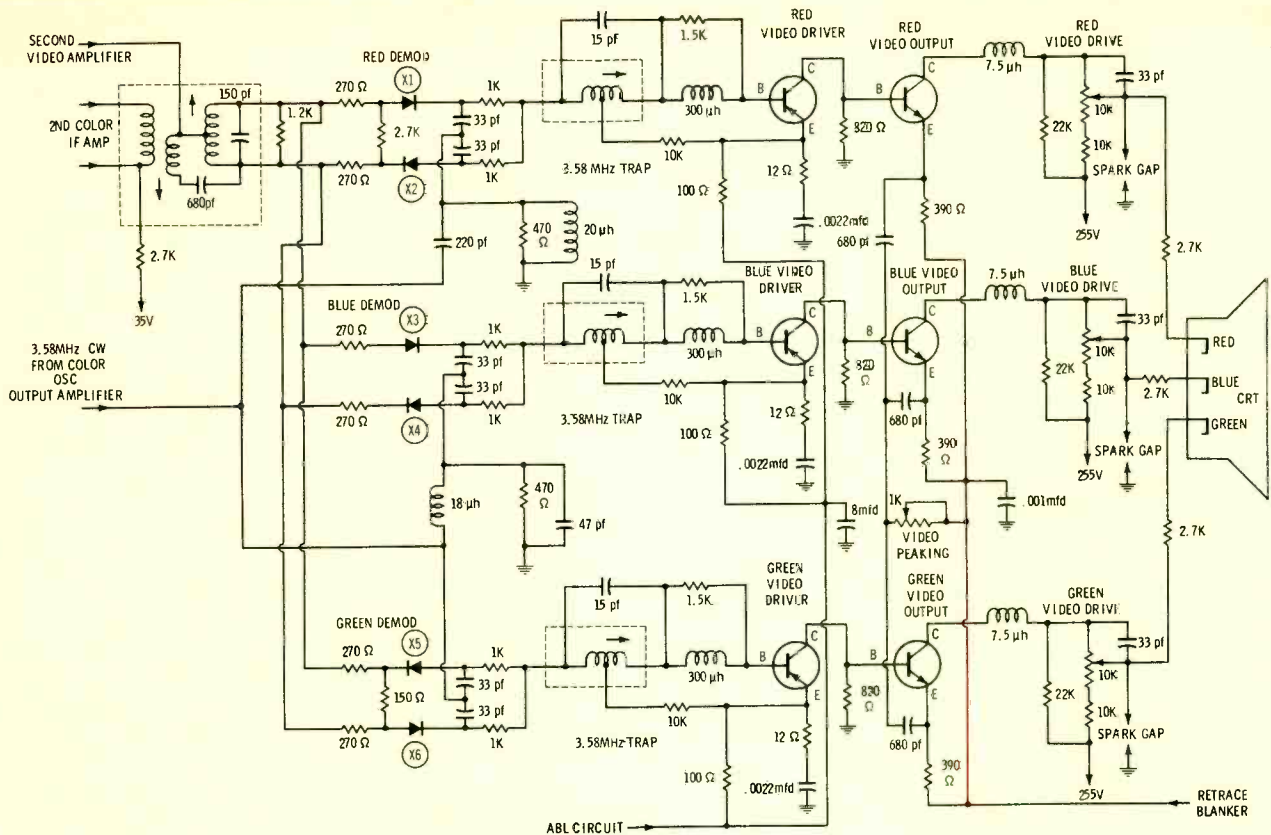 RED
VIDEO DRIVER
RED
VIDEO OUTPUT
RED
VIDEO DRIVE
SECOND
VIDEO AMPLIFIER
RED DEMOD
15 pf
1.5K
7.5 µh
150 pf
270 Ω
X1
1K
33 pf
2ND COLOR
IF AMP
1.2K
2.7K
33 pf
33 pf
300 µh
B
C
E
B
C
E
820 Ω
22K
10K
10K
270 Ω
X2
1K
3.58 MHz TRAP
10K
12 Ω
SPARK GAP
680pf
100 Ω
.0022mfd
390 Ω
255V
2.7K
220 pf
470 Ω
20 µh
680 pf
2.7K
35V
15 pf
1.5K
BLUE VIDEO
DRIVER
BLUE VIDEO
OUTPUT
7.5 µh
BLUE
VIDEO DRIVE
BLUE DEMOD
270 Ω
X3
1K
33 pf
3.58MHz CW
FROM COLOR
OSC
OUTPUT AMPLIFIER
33 pf
33 pf
300 µh
B
C
E
B
C
E
820 Ω
22K
10K
10K
RED
BLUE
CRT
GREEN
2.7K
270 Ω
X4
1K
3.58MHz TRAP
10K
12 Ω
680 pf
SPARK GAP
100 Ω
.0022mfd
390 Ω
255V
18 µh
470 Ω
47 pf
8mfd
1K
VIDEO
PEAKING
.001mfd
2.7K
15 pf
1.5K
GREEN
VIDEO
DRIVER
GREEN
VIDEO
OUTPUT
7.5 µh
GREEN
VIDEO DRIVE
GREEN DEMOD
270 Ω
X5
1K
33 pf
150 Ω
33 pf
33 pf
300 µh
B
C
E
B
C
E
820 Ω
22K
10K
10K
270 Ω
X6
1K
3.58MHz TRAP
10K
12 Ω
680 pf
SPARK GAP
100 Ω
.0022mfd
390 Ω
255V
ABL CIRCUIT
RETRACE
BLANKER